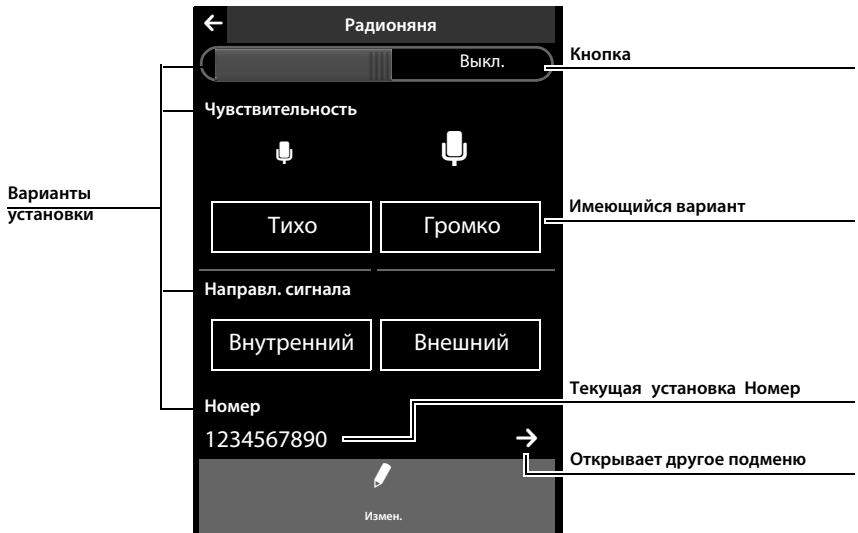 Радионяня
Выкл.
Кнопка
Чувствительность
Варианты
установки
Тихо
Громко
Имеющийся вариант
Направл. сигнала
Внутренний
Внешний
Текущая установка Номер
Номер
1234567890
Открывает другое подменю
Измен.